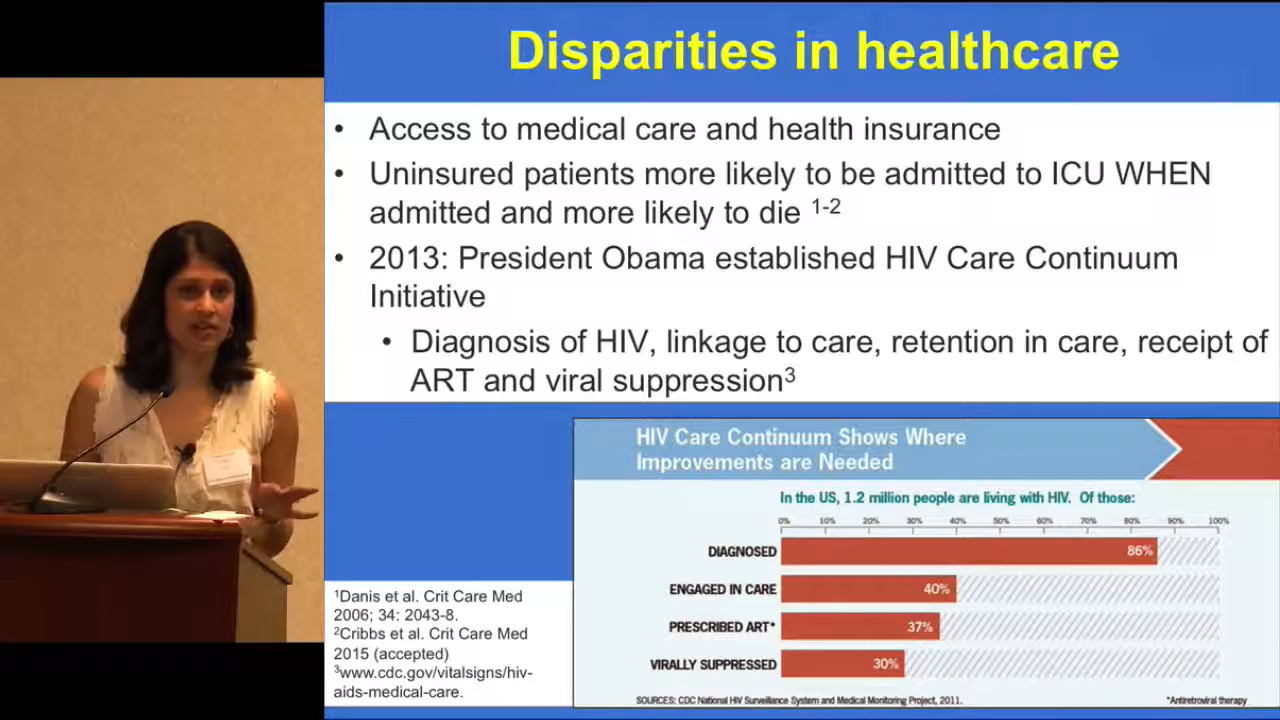 Disparities in healthcare
• Access to medical care and health insurance
• Uninsured patients more likely to be admitted to ICU WHEN
admitted and more likely to die 1-2
• 2013: President Obama established HIV Care Continuum
Initiative
• Diagnosis of HIV, linkage to care, retention in care, receipt of
ART and viral suppression3
HIV Care Continuum Shows Where
Improvements are Needed
In the US, 1.2 million people are living with HIV. Of those:
0% 10% 20% 30% 40% 50% 60% 70% 80% 90% 100%
DIAGNOSED 86%
ENGAGED IN CARE 40%
PRESCRIBED ART* 37%
VIRALLY SUPPRESSED 30%
SOURCES: CDC National HIV Surveillance System and Medical Monitoring Project, 2011. *Antiretroviral therapy
1Danis et al. Crit Care Med
2006; 34: 2043-8.
2Cribbs et al. Crit Care Med
2015 (accepted)
3www.cdc.gov/vitalsigns/hiv-
aids-medical-care.